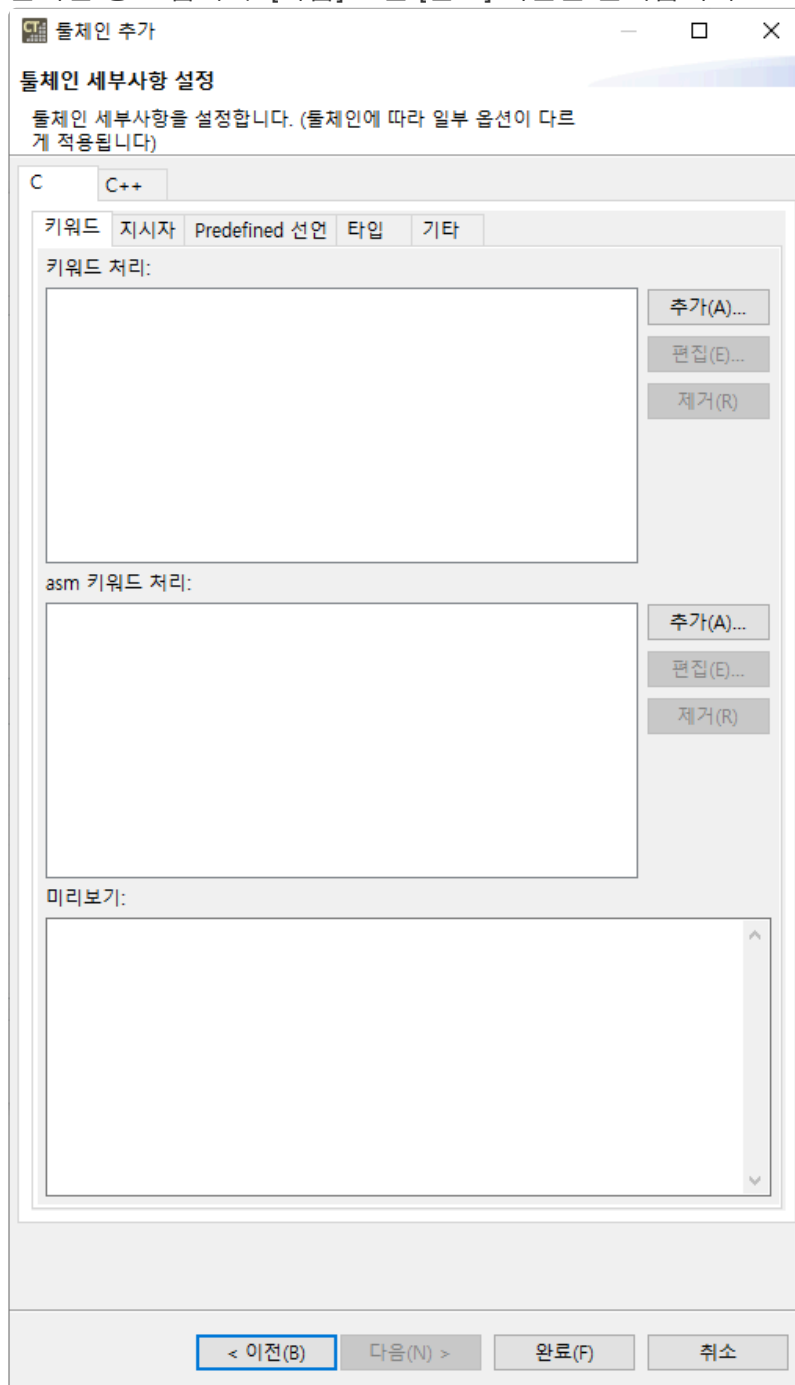 툴체인 추가
툴체인 세부사항 설정
툴체인 세부사항을 설정합니다. (툴체인에 따라 일부 옵션이 다르
게 적용됩니다)
C C++
키워드 지시자 Predefined 선언 타입 기타
키워드 처리:
추가(A)...
편집(E)...
제거(R)
asm 키워드 처리:
추가(A)...
편집(E)...
제거(R)
미리보기:
< 이전(B) 다음(N) > 완료(F) 취소